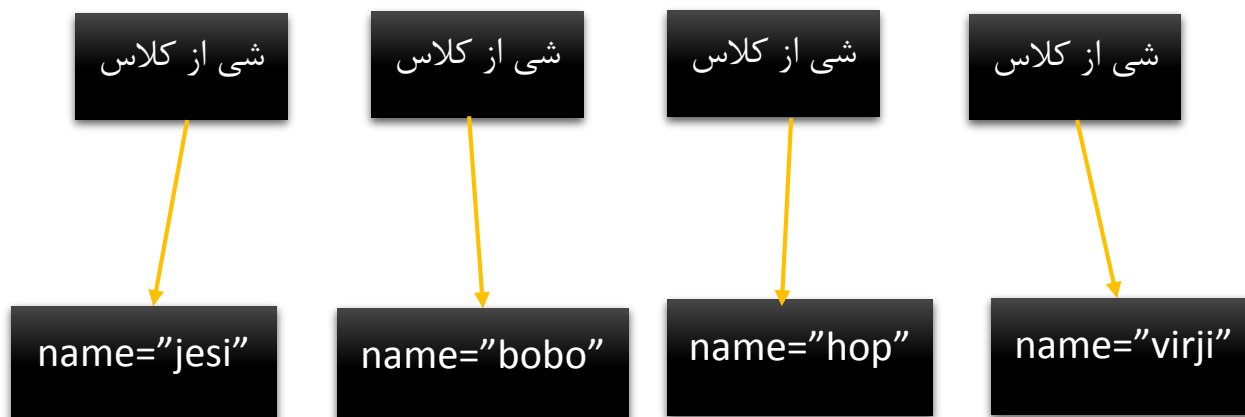 شی از کلاس
شی از کلاس
شی از کلاس
شی از کلاس
name=”jesi”
name=”bobo”
name=”hop”
name=”virji”